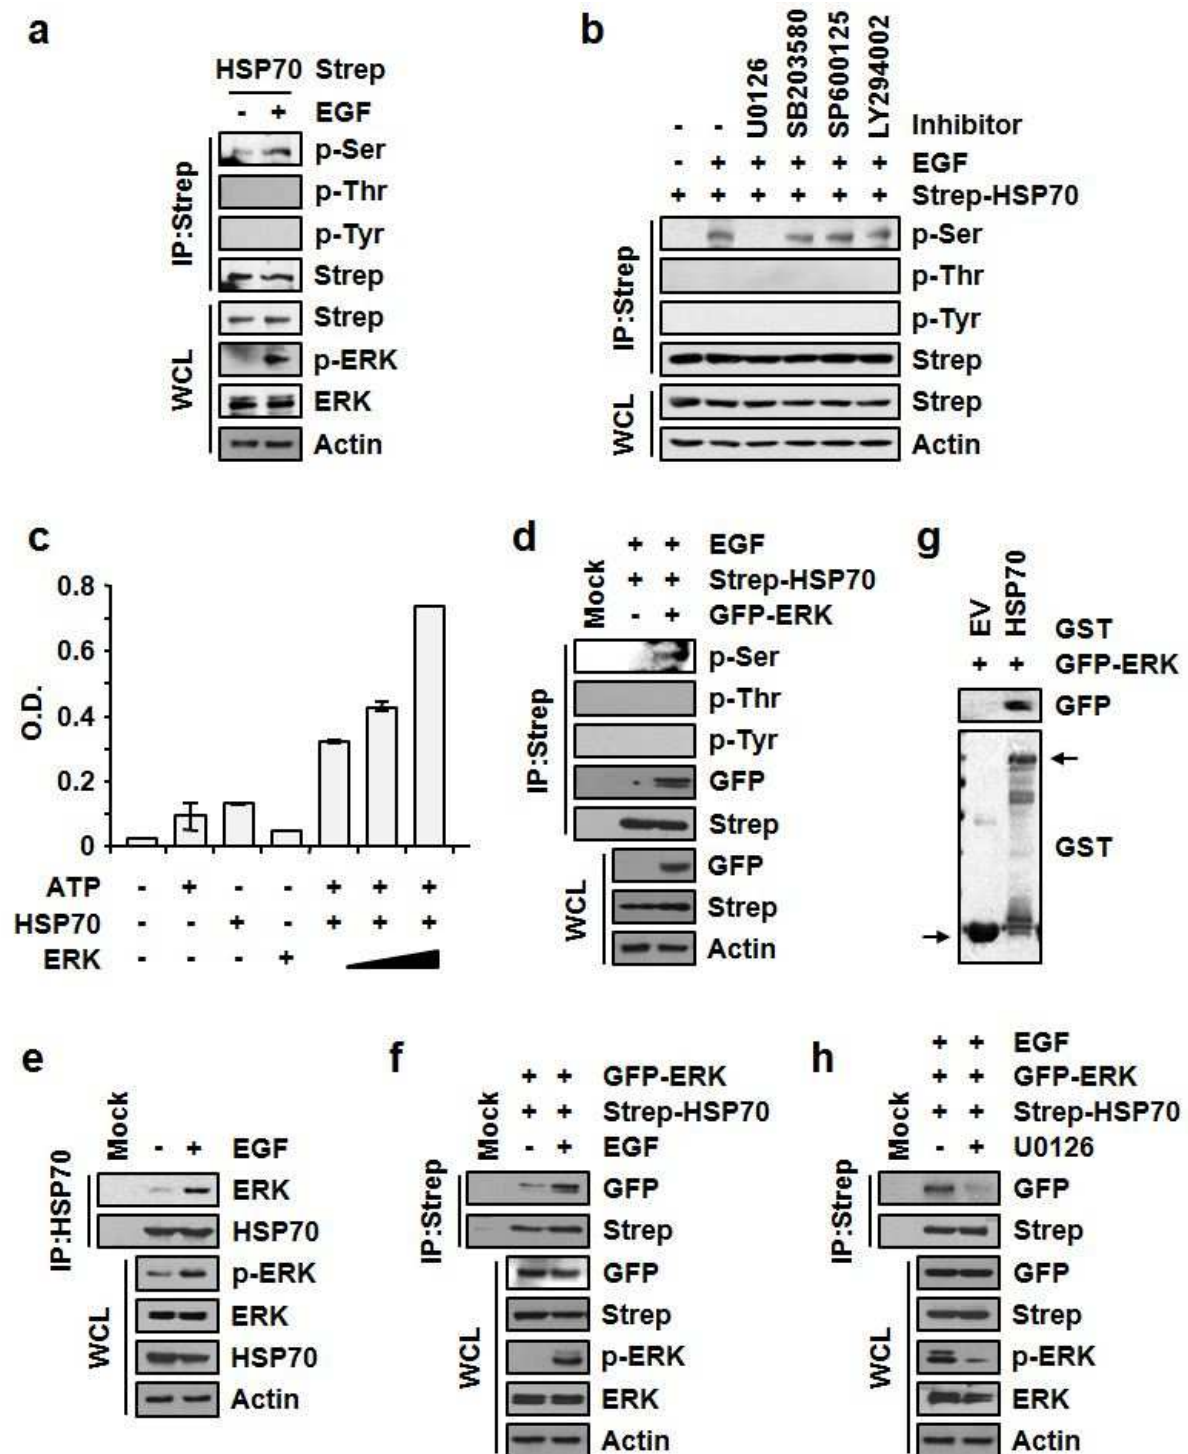 a
HSP70 Strep
- + EGF
IP:Strep
p-Ser
p-Thr
p-Tyr
Strep
WCL
Strep
p-ERK
ERK
Actin
b
- - U0126 SB203580 SP600125 LY294002 Inhibitor
- + + + + + EGF
+ + + + + + Strep-HSP70
IP:Strep
p-Ser
p-Thr
p-Tyr
Strep
WCL
Strep
Actin
c
O.D.
0.8
0.6
0.4
0.2
0
ATP - + - - + + +
HSP70 - - + - + + +
ERK - - - +
d
Mock
+ + EGF
+ + Strep-HSP70
- + GFP-ERK
IP:Strep
p-Ser
p-Thr
p-Tyr
GFP
Strep
WCL
GFP
Strep
Actin
g
EV HSP70 GST
+ + GFP-ERK
GFP
GST
e
Mock - + EGF
IP:HSP70
ERK
HSP70
WCL
p-ERK
ERK
HSP70
Actin
f
Mock
+ + GFP-ERK
+ + Strep-HSP70
- + EGF
IP:Strep
GFP
Strep
WCL
GFP
Strep
p-ERK
ERK
Actin
h
Mock
+ + EGF
+ + GFP-ERK
+ + Strep-HSP70
- + U0126
IP:Strep
GFP
Strep
WCL
GFP
Strep
p-ERK
ERK
Actin